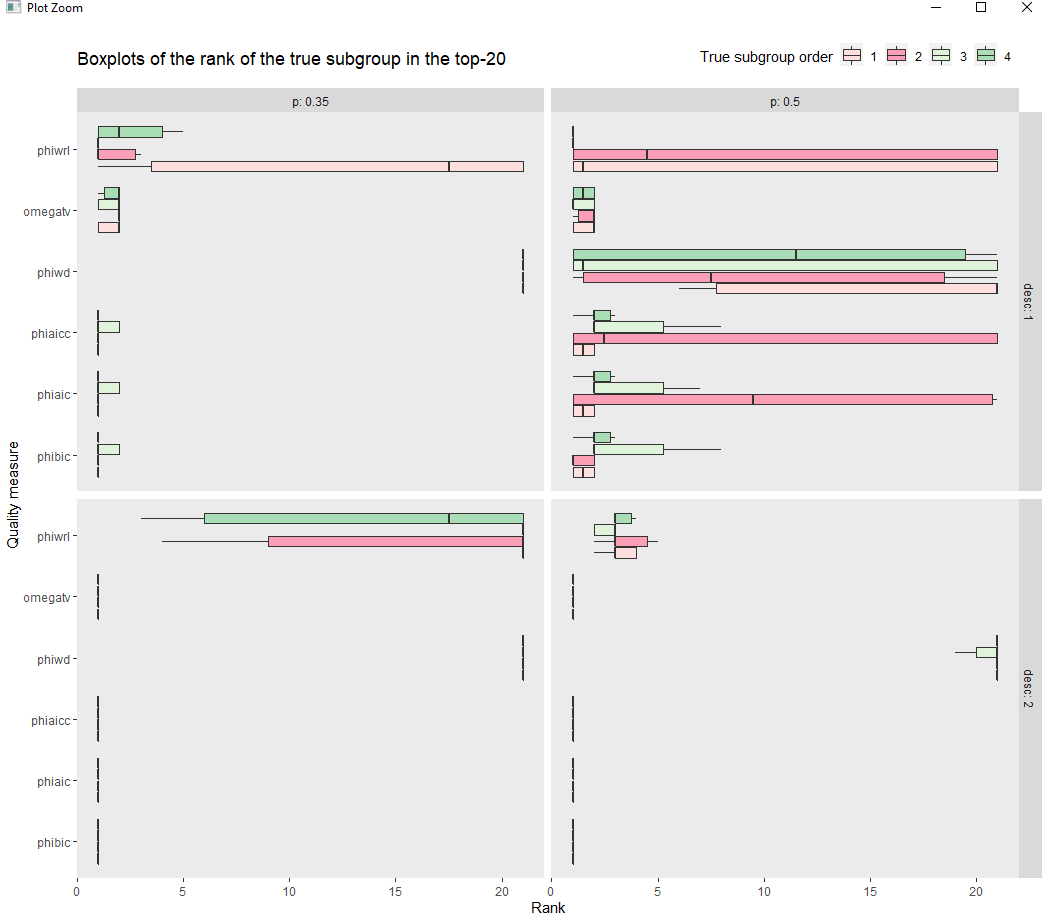 Plot Zoom
Boxplots of the rank of the true subgroup in the top-20
True subgroup order 1 2 3 4
p: 0.35
p: 0.5
phiwrl
omegatv
phiwd
phiaicc
phiaic
phibic
desc: 1
Quality measure
phiwrl
omegatv
phiwd
phiaicc
phiaic
phibic
desc: 2
0 5 10 15 20
0 5 10 15 20
Rank